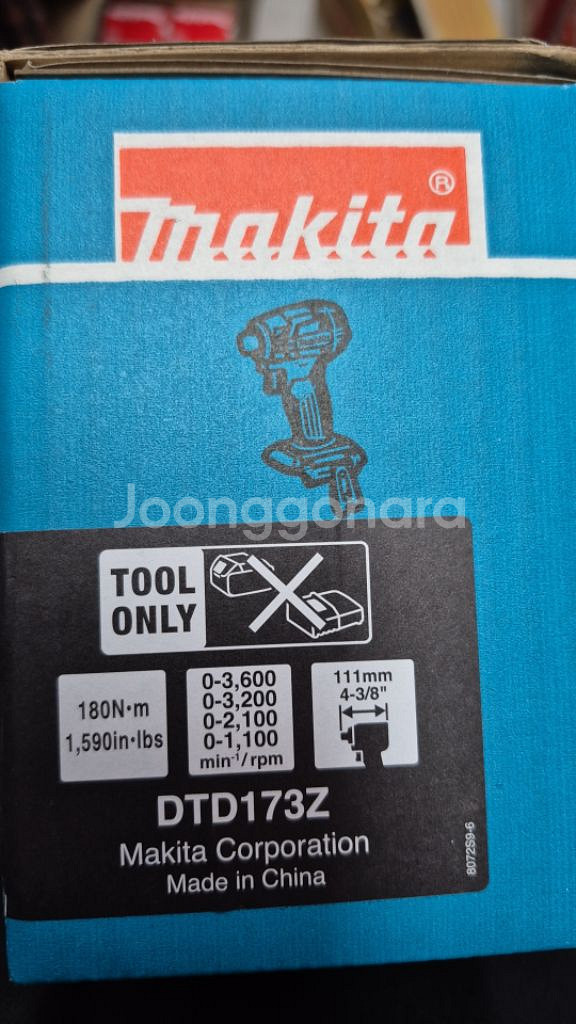 makita ®
Joonggonara
TOOL
ONLY
180N·m
1,590in·lbs
0-3,600
0-3,200
0-2,100
0-1,100
min⁻¹/rpm
111mm
4-3/8"
DTD173Z
Makita Corporation
Made in China
8072S9-6